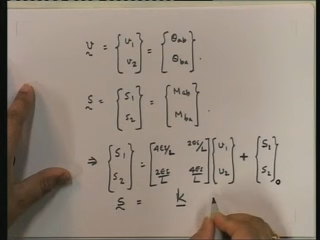 v = { v₁ v₂ } = { θab θba }.
S = { S₁ S₂ } = { Mab Mba }.
⇒ { S₁ S₂ } = [ 4EI/L 2EI/L 2EI/L 4EI/L ] { v₁ v₂ } + { S₁ S₂ }₀
S = k